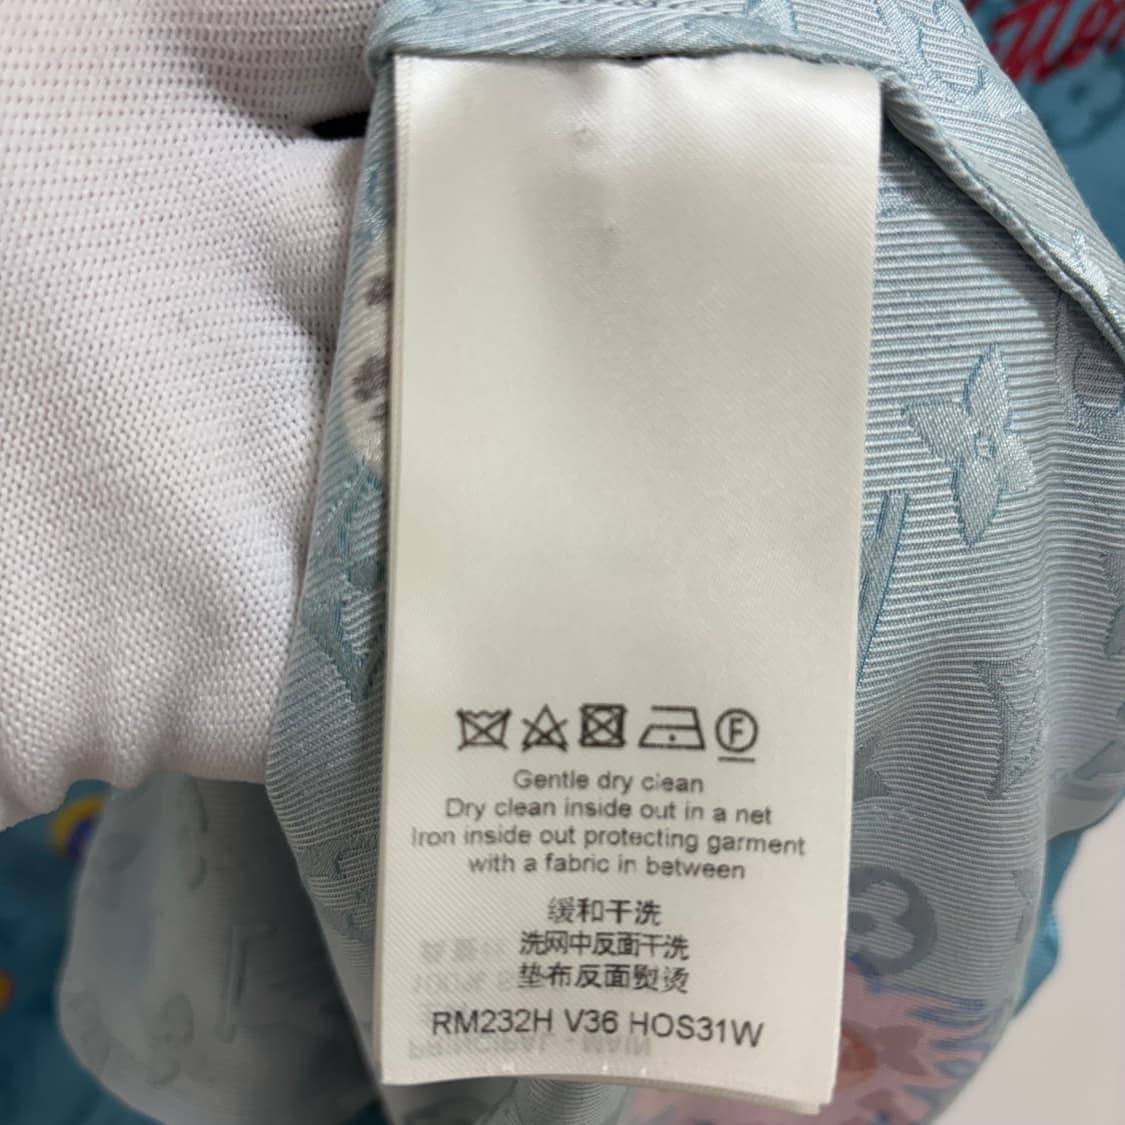 Gentle dry clean
Dry clean inside out in a net
Iron inside out protecting garment
with a fabric in between
缓和干洗
洗网中反面干洗
垫布反面熨烫
RM232H V36 HOS31W